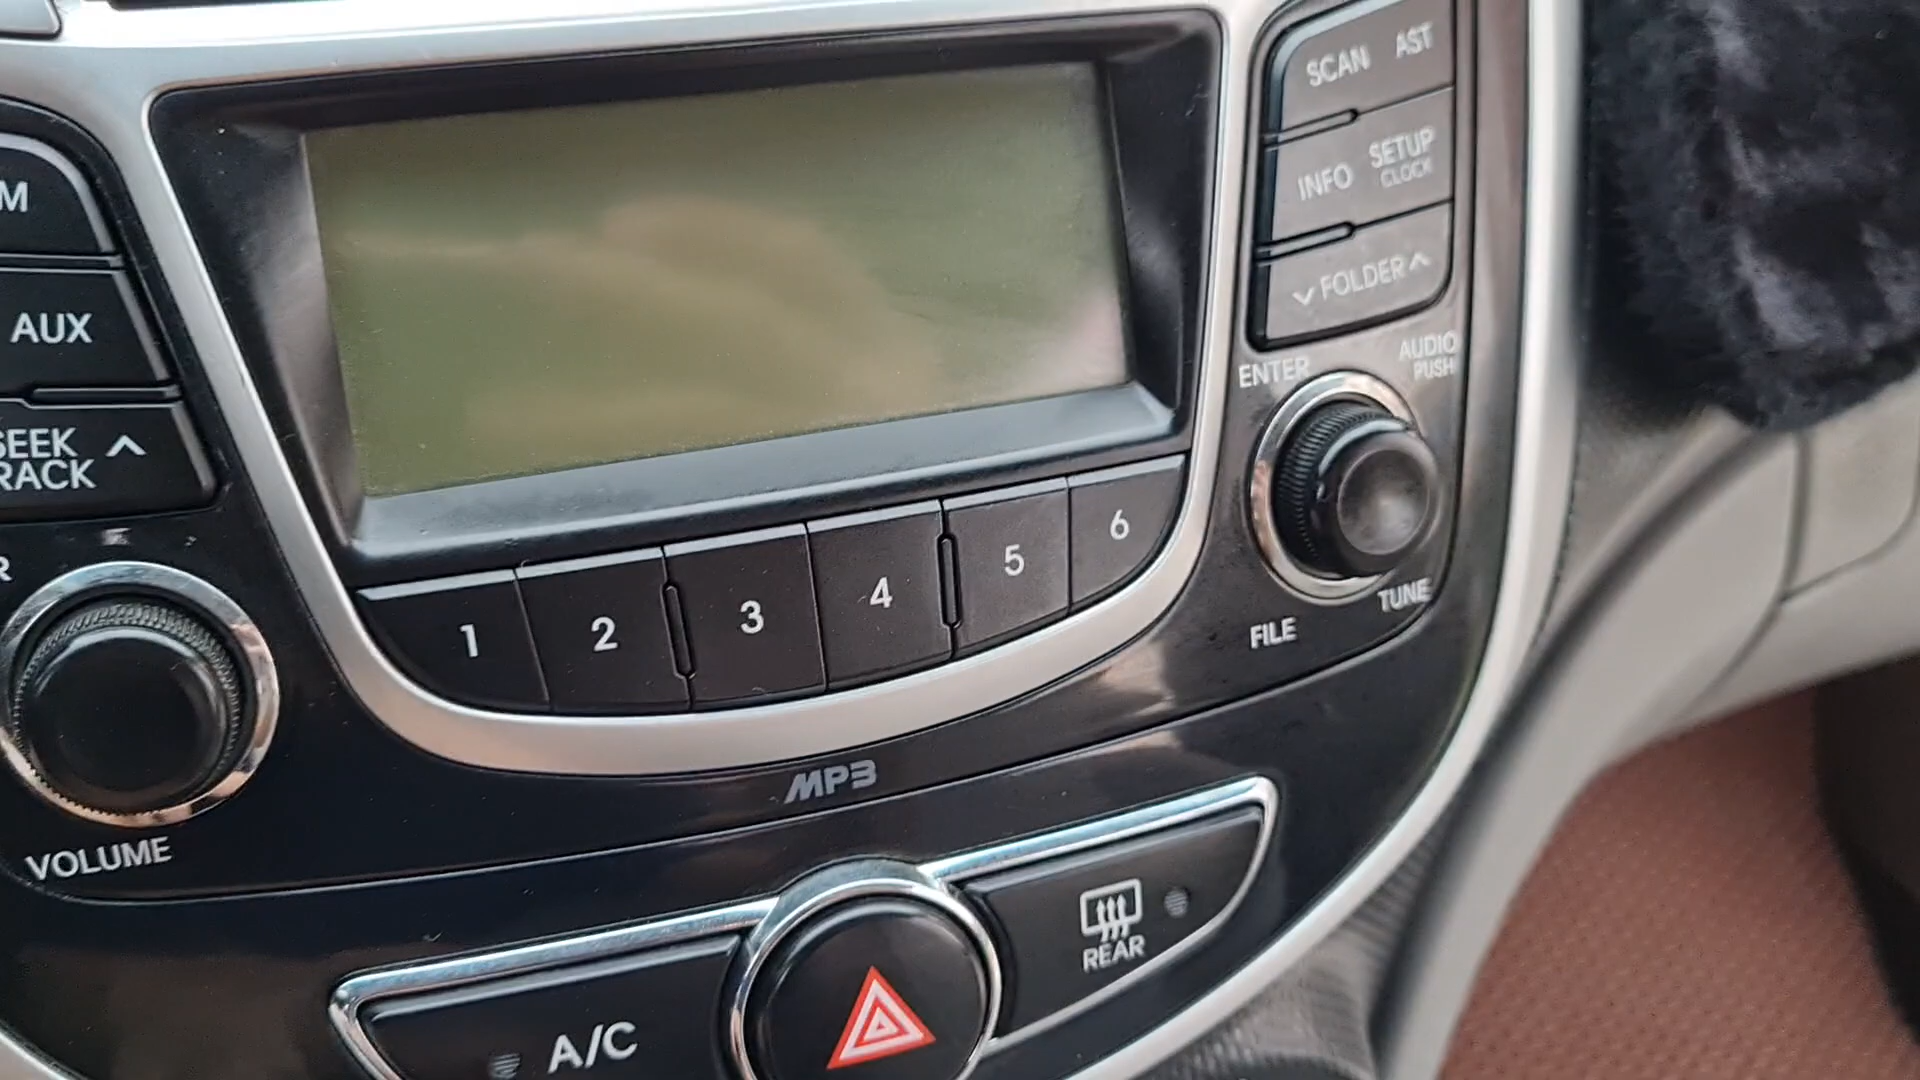 SCAN AST
M
INFO SETUP
CLOCK
AUX
FOLDER
ENTER AUDIO
PUSH
SEEK
RACK
R
1 2 3 4 5 6
FILE TUNE
MP3
VOLUME
REAR
A/C